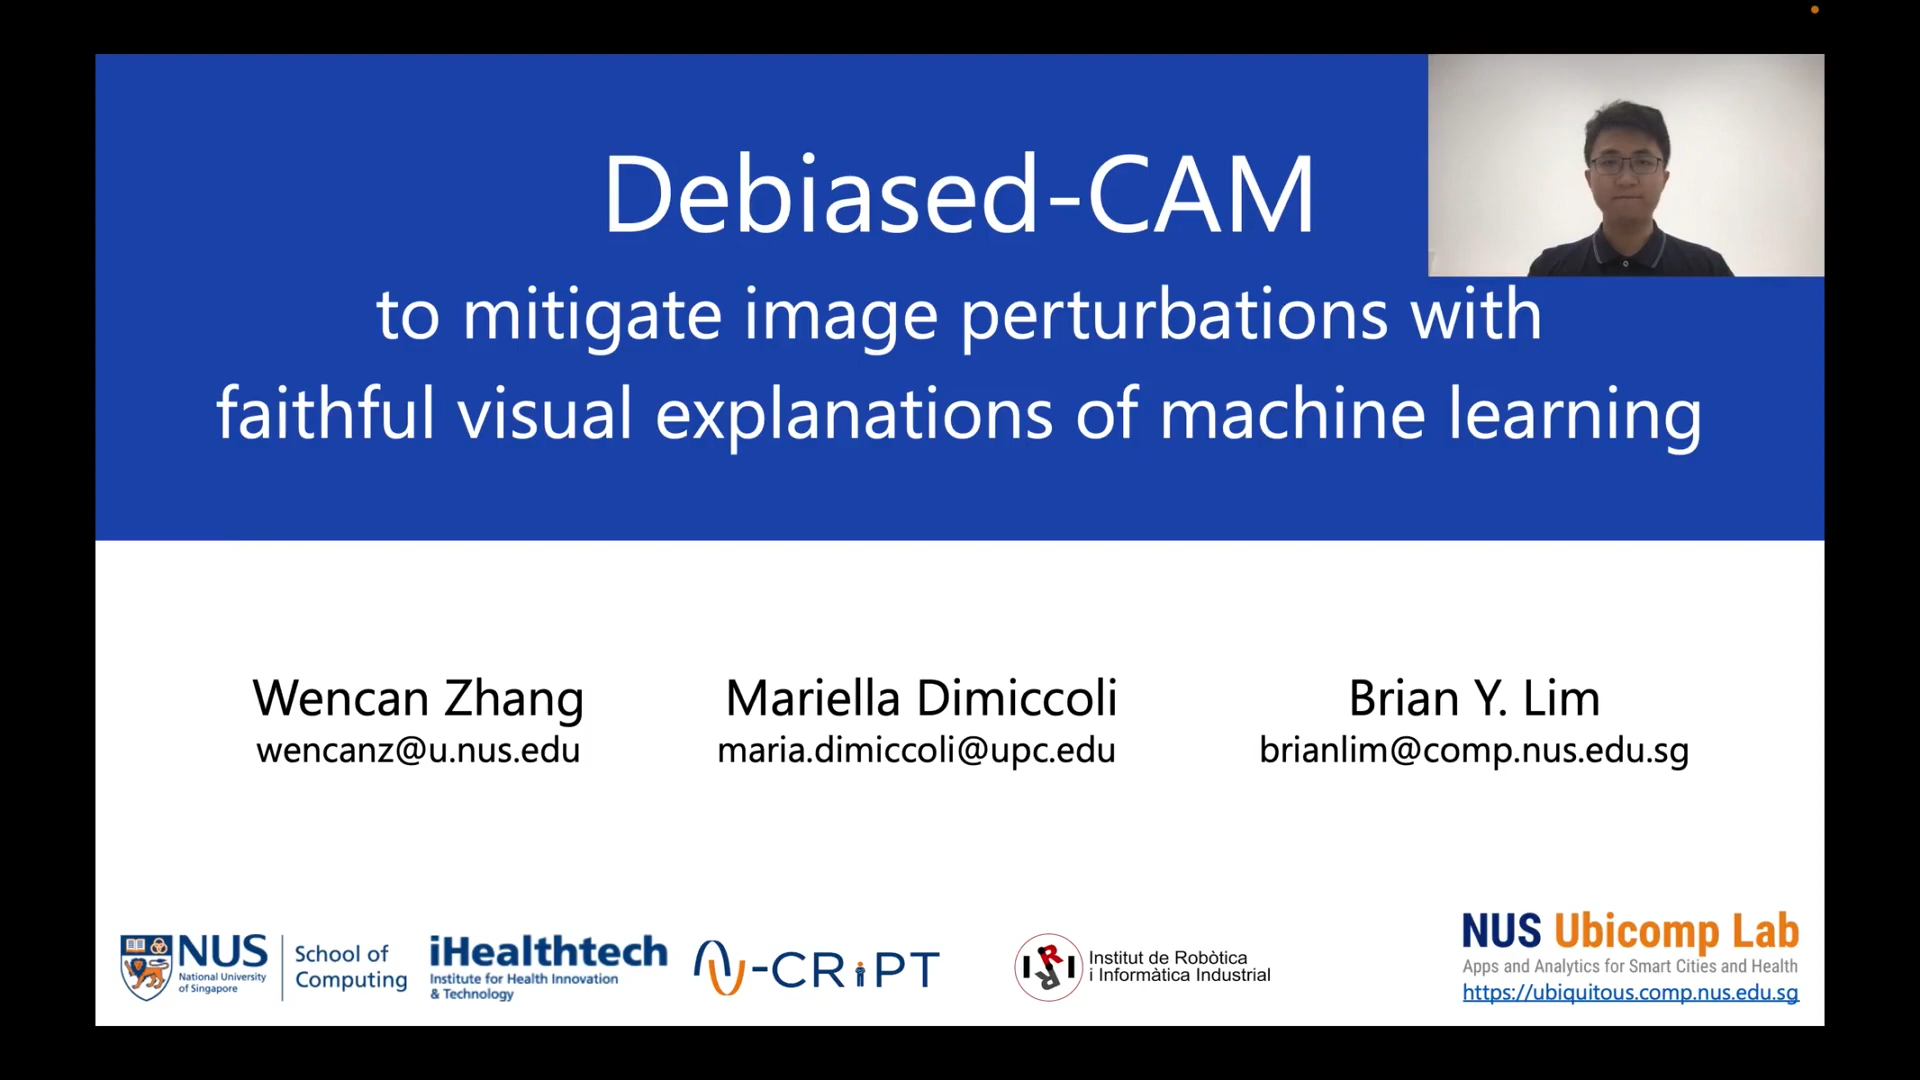 Debiased-CAM
to mitigate image perturbations with
faithful visual explanations of machine learning
Wencan Zhang
wencanz@u.nus.edu
Mariella Dimiccoli
maria.dimiccoli@upc.edu
Brian Y. Lim
brianlim@comp.nus.edu.sg
NUS
National University
of Singapore
School of
Computing
iHealthtech
Institute for Health Innovation
& Technology
N-CRiPT
IRI
Institut de Robòtica
i Informàtica Industrial
NUS Ubicomp Lab
Apps and Analytics for Smart Cities and Health
https://ubiquitous.comp.nus.edu.sg